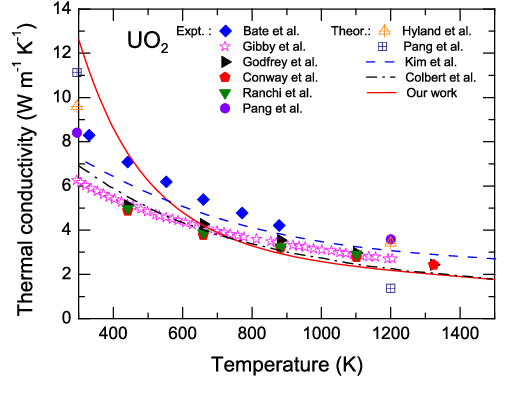 UO2
Expt. :
Bate et al.
Gibby et al.
Godfrey et al.
Conway et al.
Ranchi et al.
Pang et al.
Theor.:
Hyland et al.
Pang et al.
Kim et al.
Colbert et al.
Our work
Thermal conductivity (W m⁻¹ K⁻¹)
14
12
10
8
6
4
2
0
400
600
800
1000
1200
1400
Temperature (K)